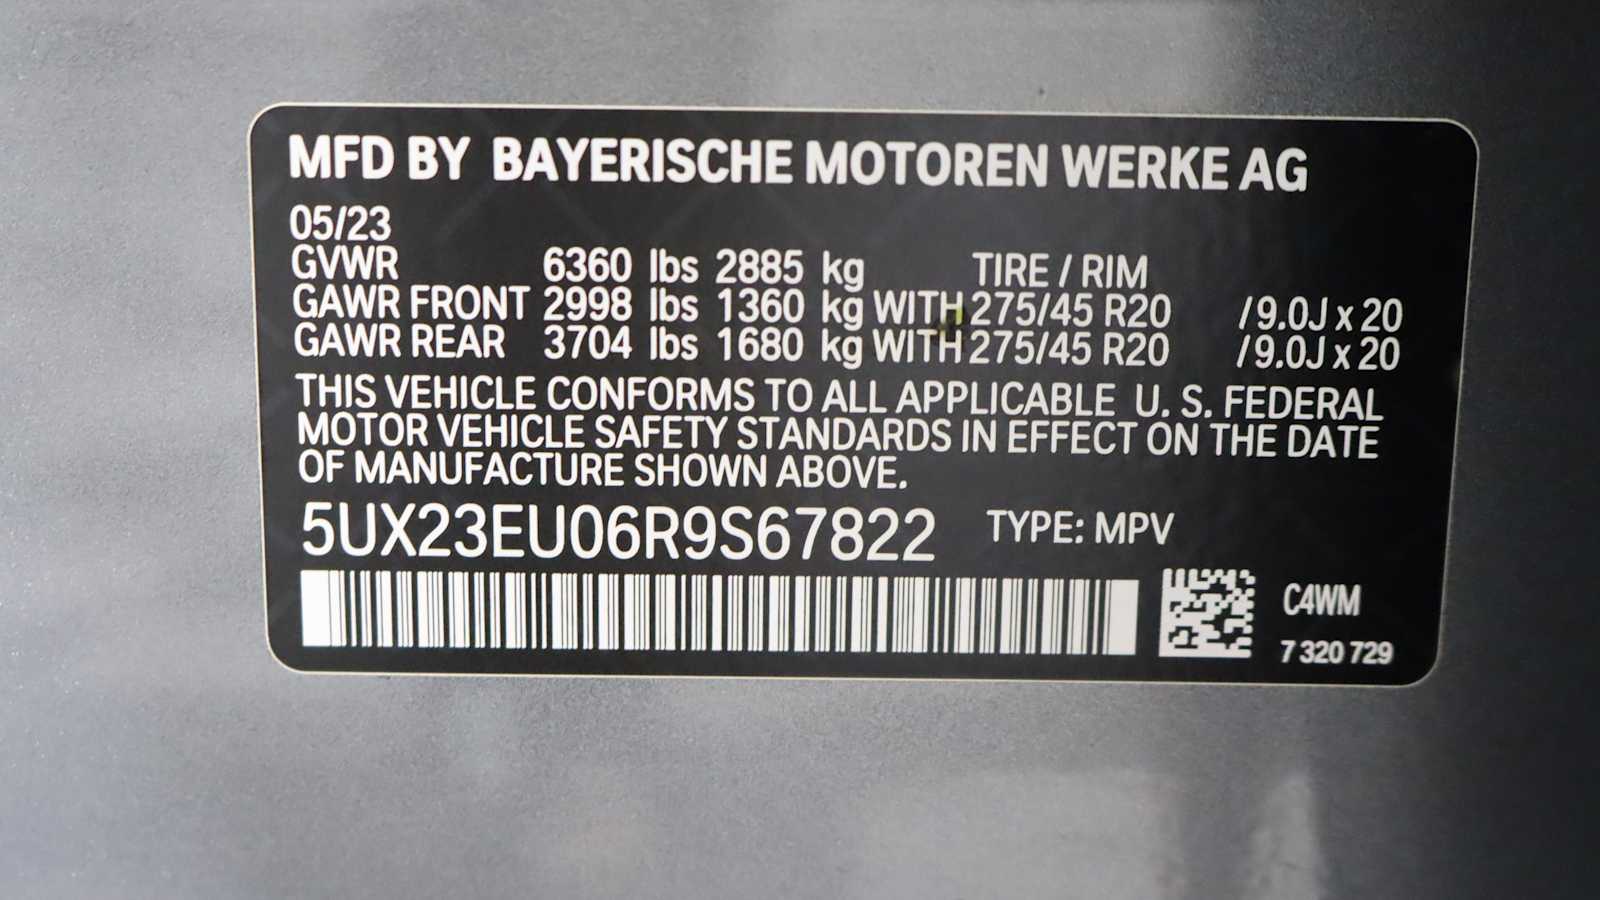 MFD BY BAYERISCHE MOTOREN WERKE AG
05/23
GVWR 6360 lbs 2885 kg TIRE / RIM
GAWR FRONT 2998 lbs 1360 kg WITH 275/45 R20 /9.0J x 20
GAWR REAR 3704 lbs 1680 kg WITH 275/45 R20 /9.0J x 20
THIS VEHICLE CONFORMS TO ALL APPLICABLE U. S. FEDERAL
MOTOR VEHICLE SAFETY STANDARDS IN EFFECT ON THE DATE
OF MANUFACTURE SHOWN ABOVE.
5UX23EU06R9S67822 TYPE: MPV
C4WM
7 320 729